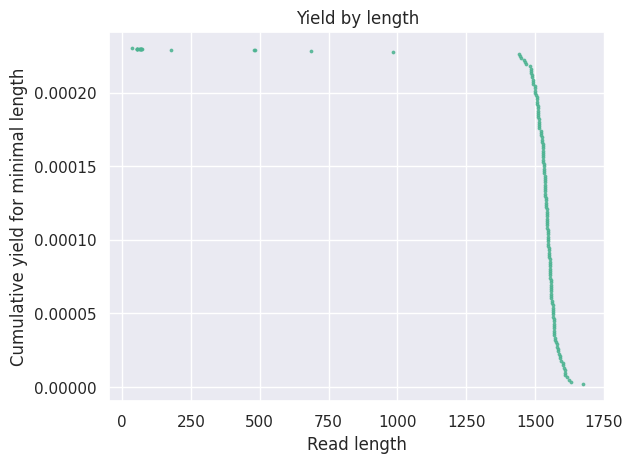 Yield by length
Cumulative yield for minimal length
0.00020
0.00015
0.00010
0.00005
0.00000
0 250 500 750 1000 1250 1500 1750
Read length